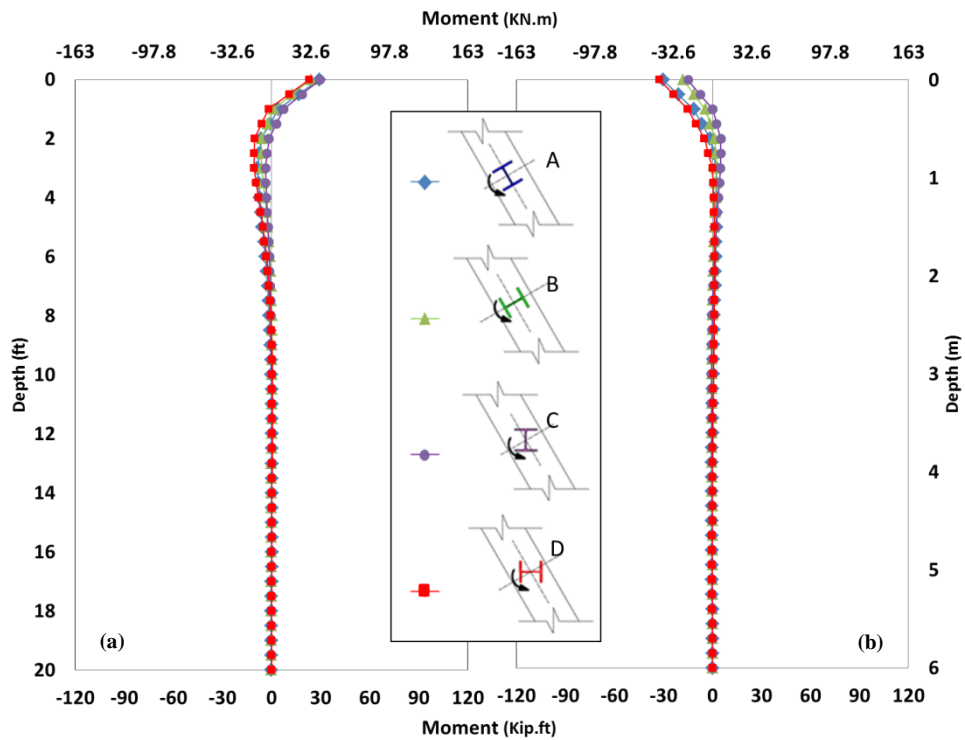 Moment (KN.m)
-163 -97.8 -32.6 32.6 97.8 163 -163 -97.8 -32.6 32.6 97.8 163
0
2
4
6
8
10
12
14
16
18
20
Depth (ft)
A
B
C
D
(a)
(b)
0
1
2
3
4
5
6
Depth (m)
-120 -90 -60 -30 0 30 60 90 120 -120 -90 -60 -30 0 30 60 90 120
Moment (Kip.ft)